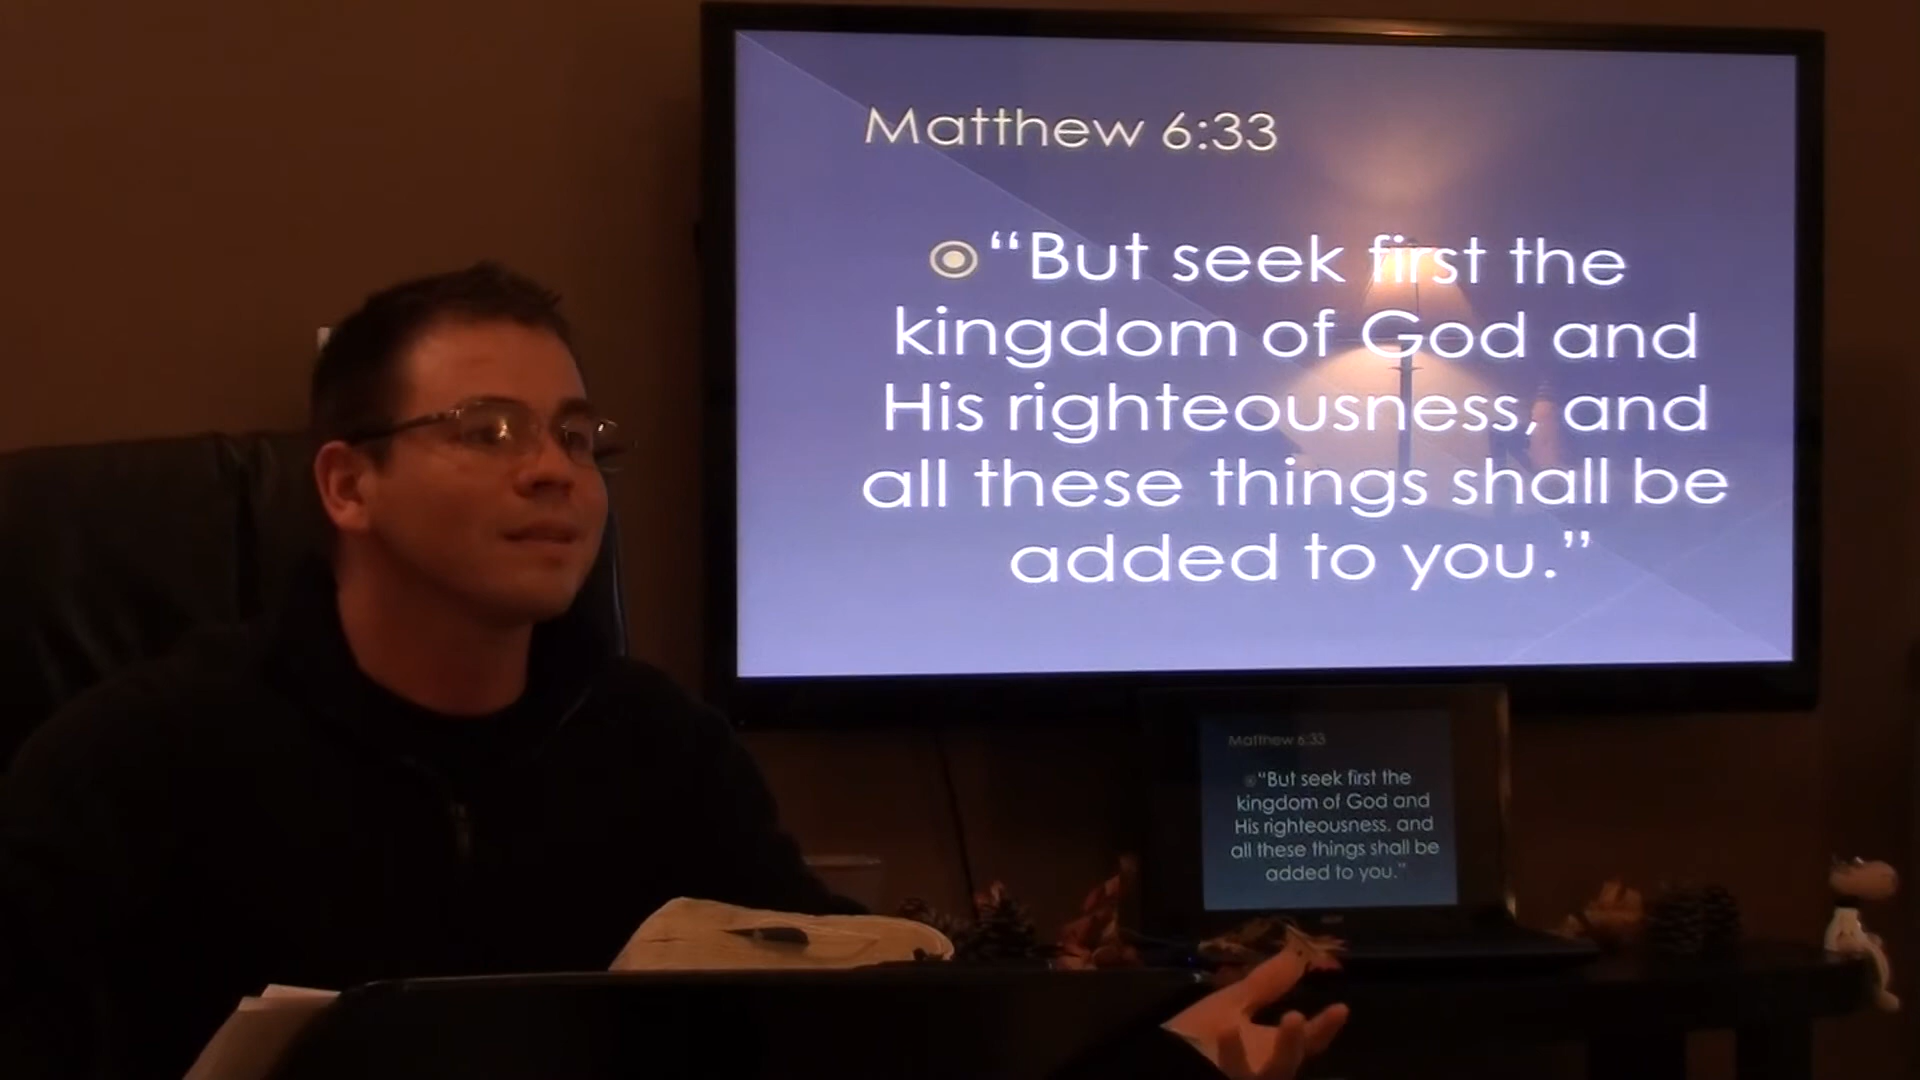 Matthew 6:33
“But seek first the
kingdom of God and
His righteousness, and
all these things shall be
added to you.”
Matthew 6:33
“But seek first the
kingdom of God and
His righteousness, and
all these things shall be
added to you.”